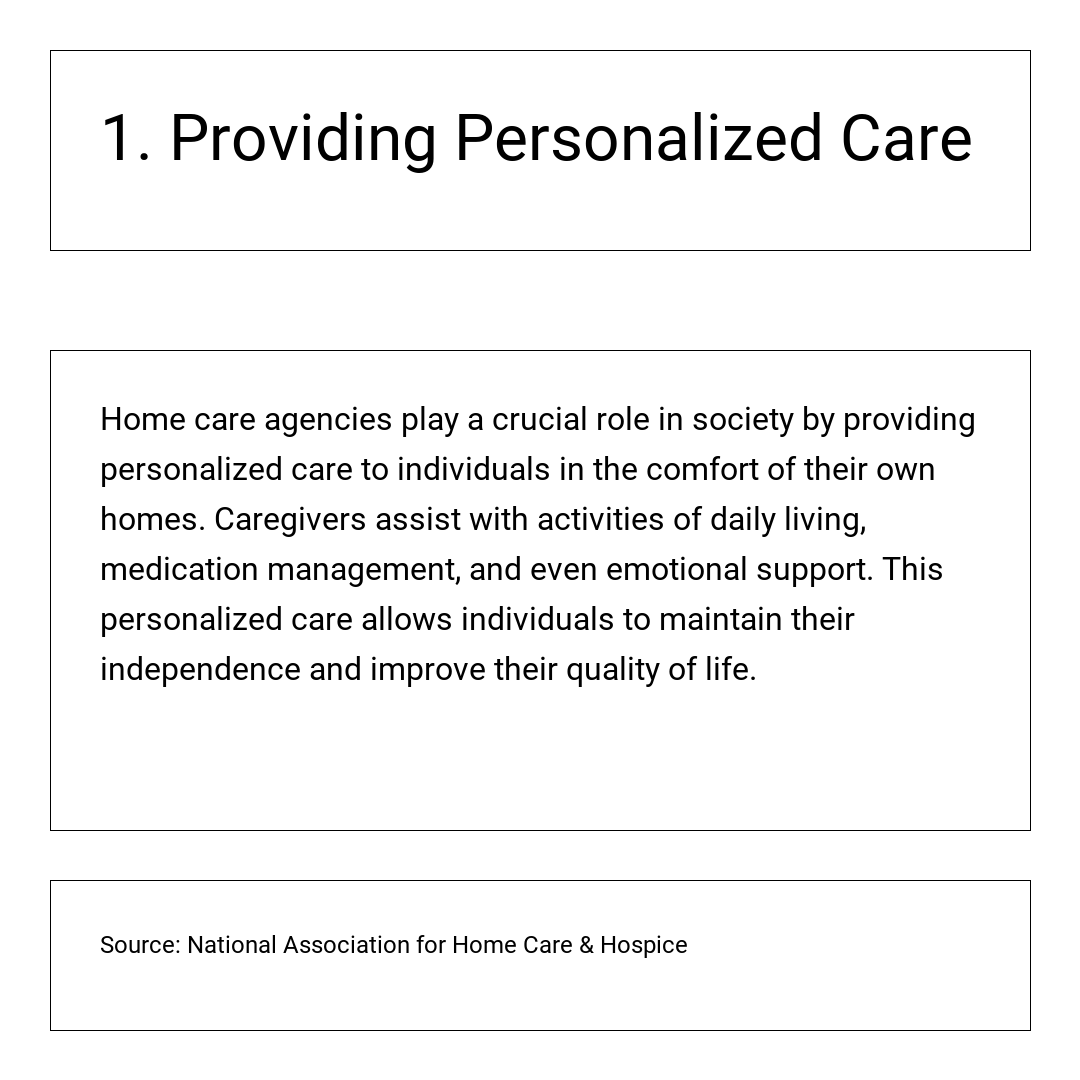 1. Providing Personalized Care
Home care agencies play a crucial role in society by providing
personalized care to individuals in the comfort of their own
homes. Caregivers assist with activities of daily living,
medication management, and even emotional support. This
personalized care allows individuals to maintain their
independence and improve their quality of life.
Source: National Association for Home Care & Hospice